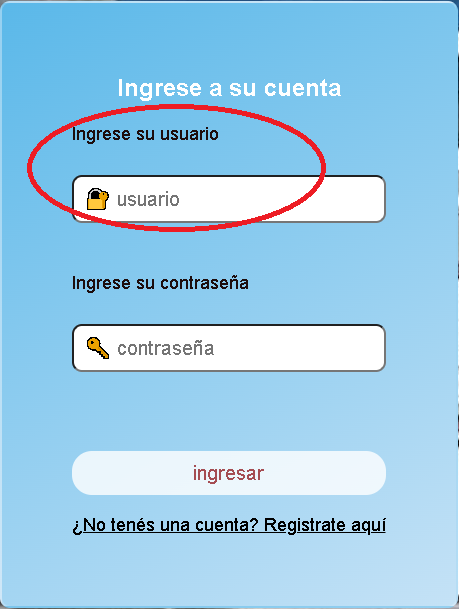 Ingrese a su cuenta
Ingrese su usuario
🔐 usuario
Ingrese su contraseña
🔑 contraseña
ingresar
¿No tenés una cuenta? Registrate aquí